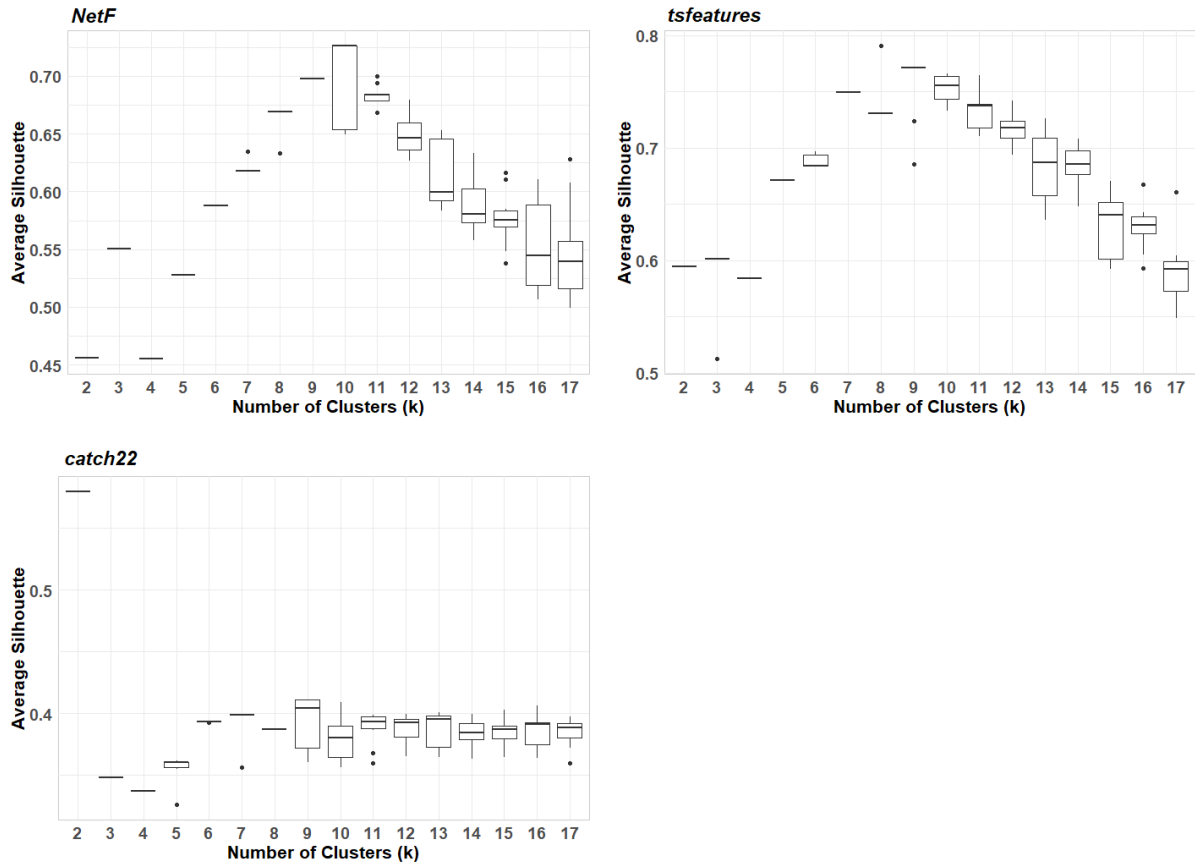 NetF
Average Silhouette
0.70
0.65
0.60
0.55
0.50
0.45
2 3 4 5 6 7 8 9 10 11 12 13 14 15 16 17
Number of Clusters (k)
tsfeatures
Average Silhouette
0.8
0.7
0.6
0.5
2 3 4 5 6 7 8 9 10 11 12 13 14 15 16 17
Number of Clusters (k)
catch22
Average Silhouette
0.5
0.4
2 3 4 5 6 7 8 9 10 11 12 13 14 15 16 17
Number of Clusters (k)